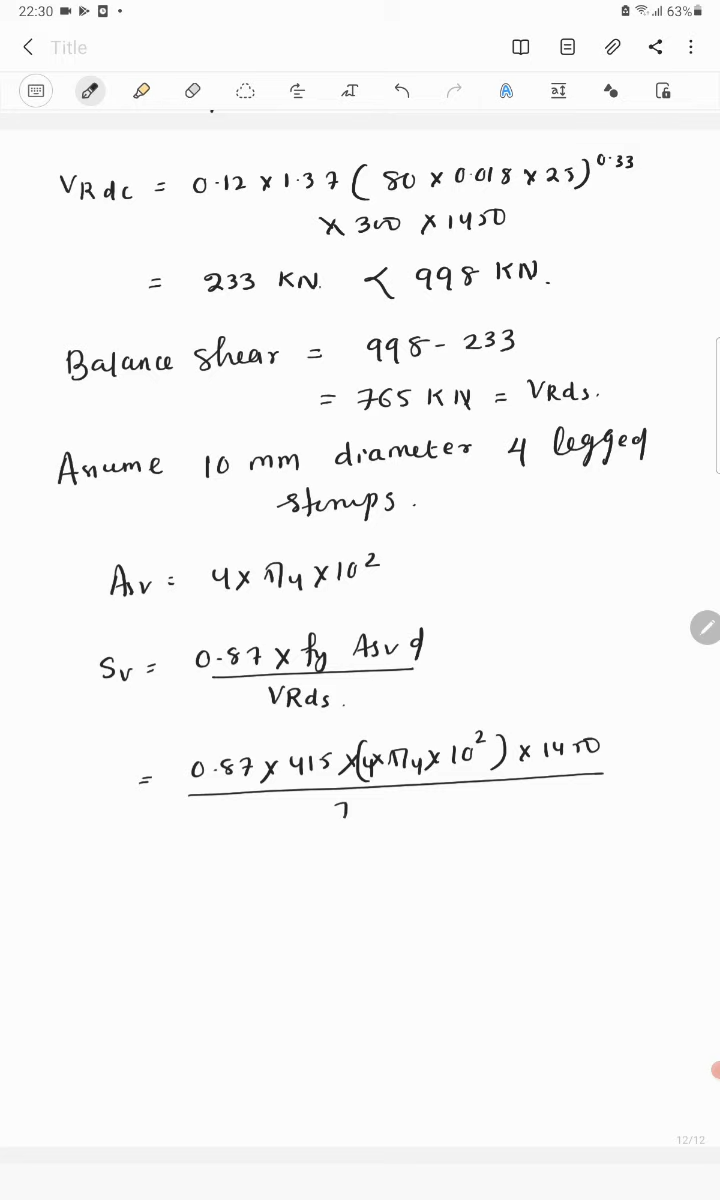 22:30 63%
Title
VRdc = 0.12 × 1.37 ( 80 × 0.018 × 25)^0.33
× 300 × 1450
= 233 KN. < 998 KN.
Balance shear = 998 - 233
= 765 KN = VRds.
Assume 10 mm diameter 4 legged
stirrups.
Asv = 4 × π/4 × 10²
Sv = 0.87 × fy Asv d
VRds.
= 0.87 × 415 × (4 × π/4 × 10²) × 1450
7
12/12